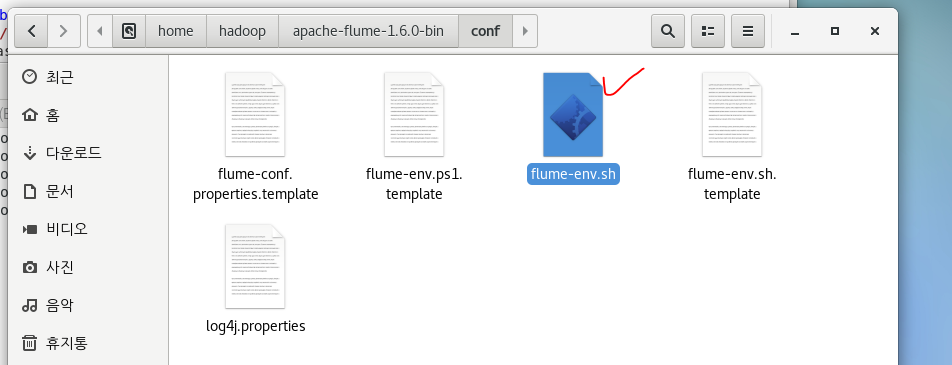 home hadoop apache-flume-1.6.0-bin conf
최근
홈
다운로드
문서
비디오
사진
음악
휴지통
flume-conf.
properties.template
flume-env.ps1.
template
flume-env.sh
flume-env.sh.
template
log4j.properties